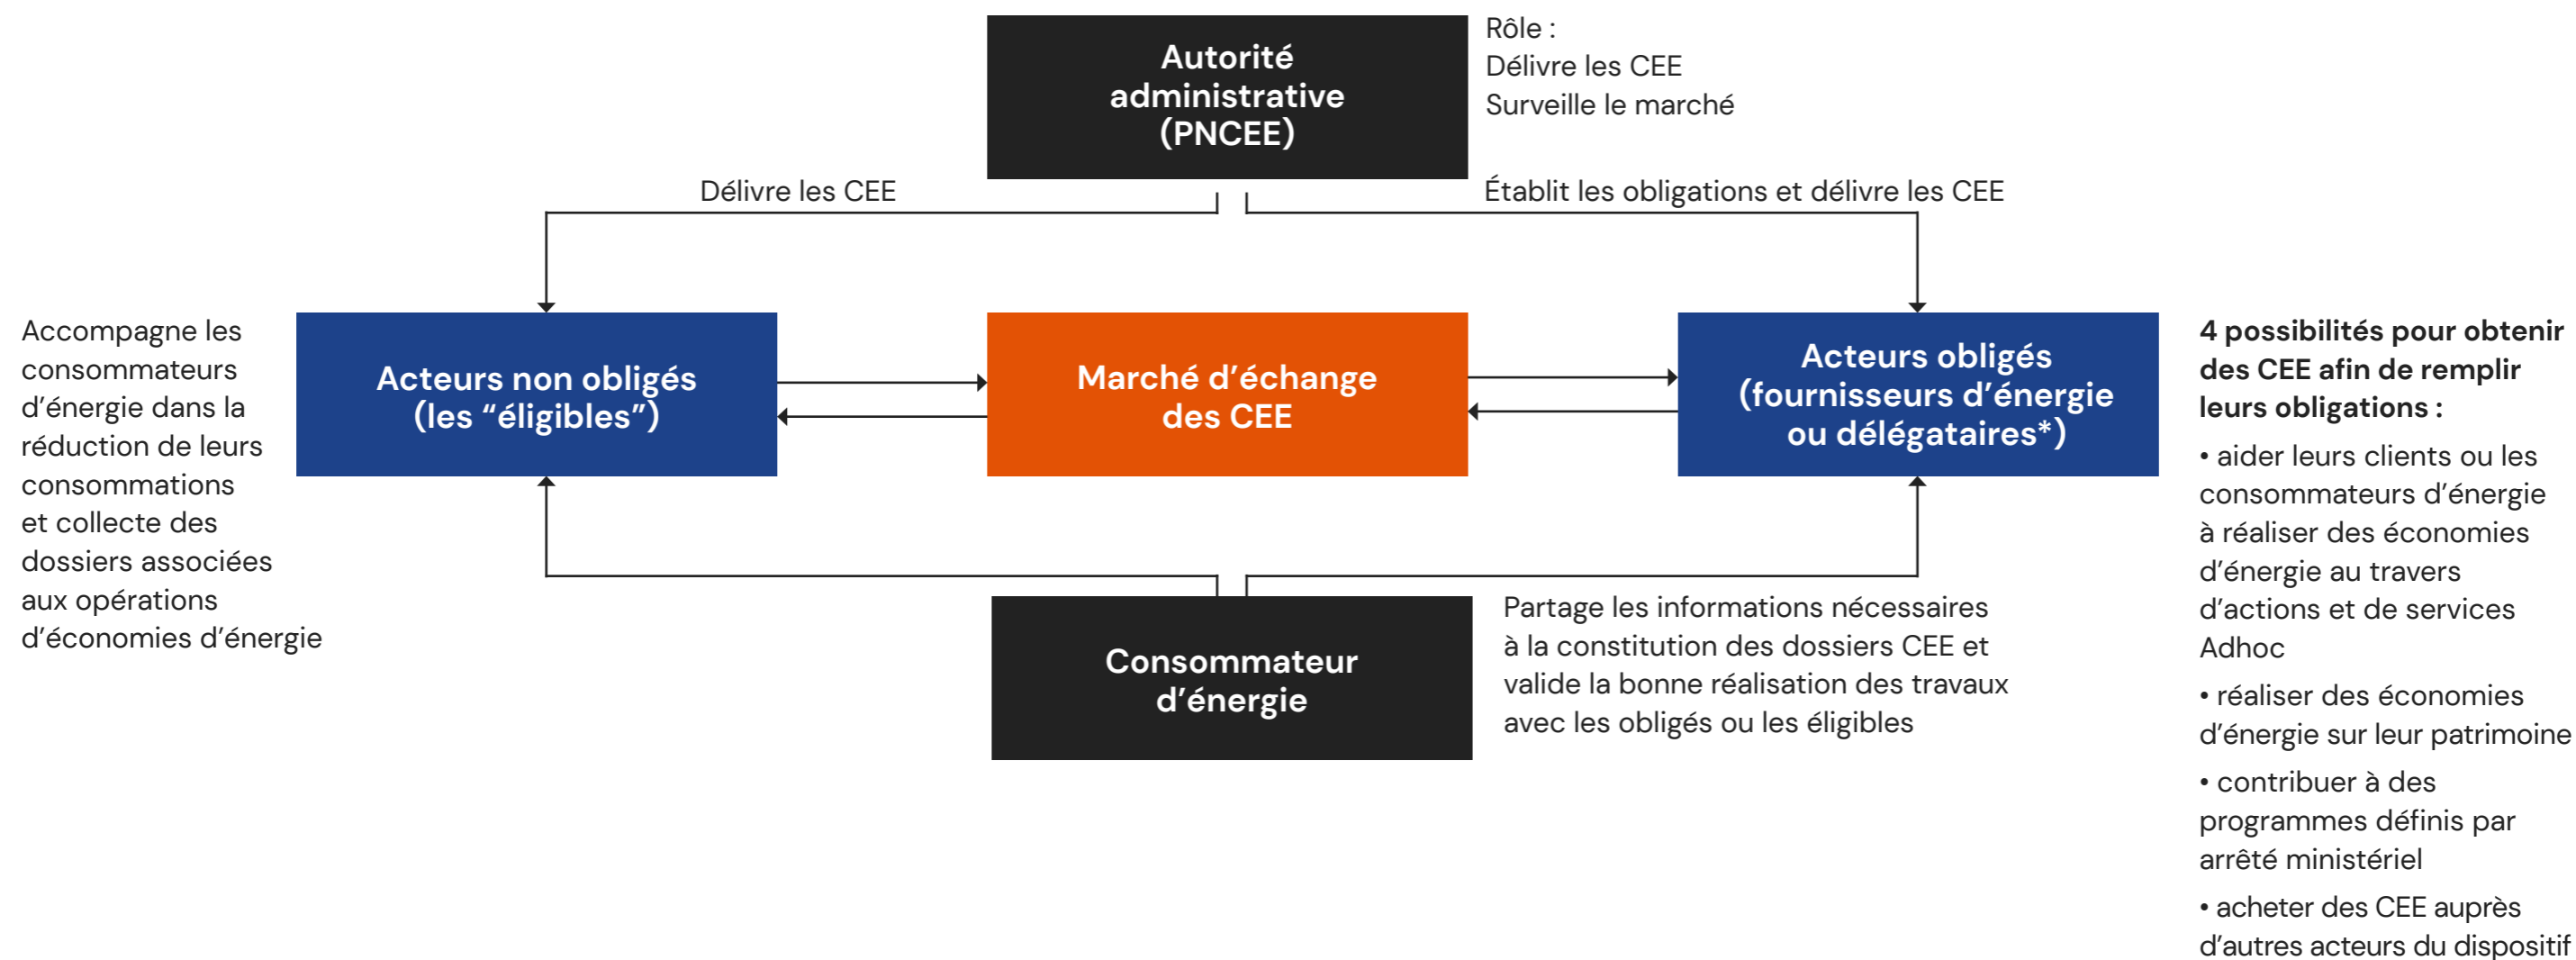 Autorité
administrative
(PNCEE)
Rôle :
Délivre les CEE
Surveille le marché
Délivre les CEE
Établit les obligations et délivre les CEE
Accompagne les
consommateurs
d’énergie dans la
réduction de leurs
consommations
et collecte des
dossiers associées
aux opérations
d’économies d’énergie
Acteurs non obligés
(les “éligibles”)
Marché d’échange
des CEE
Acteurs obligés
(fournisseurs d’énergie
ou délégataires*)
4 possibilités pour obtenir
des CEE afin de remplir
leurs obligations :
• aider leurs clients ou les
consommateurs d’énergie
à réaliser des économies
d’énergie au travers
d’actions et de services
Adhoc
• réaliser des économies
d’énergie sur leur patrimoine
• contribuer à des
programmes définis par
arrêté ministériel
• acheter des CEE auprès
d’autres acteurs du dispositif
Consommateur
d’énergie
Partage les informations nécessaires
à la constitution des dossiers CEE et
valide la bonne réalisation des travaux
avec les obligés ou les éligibles